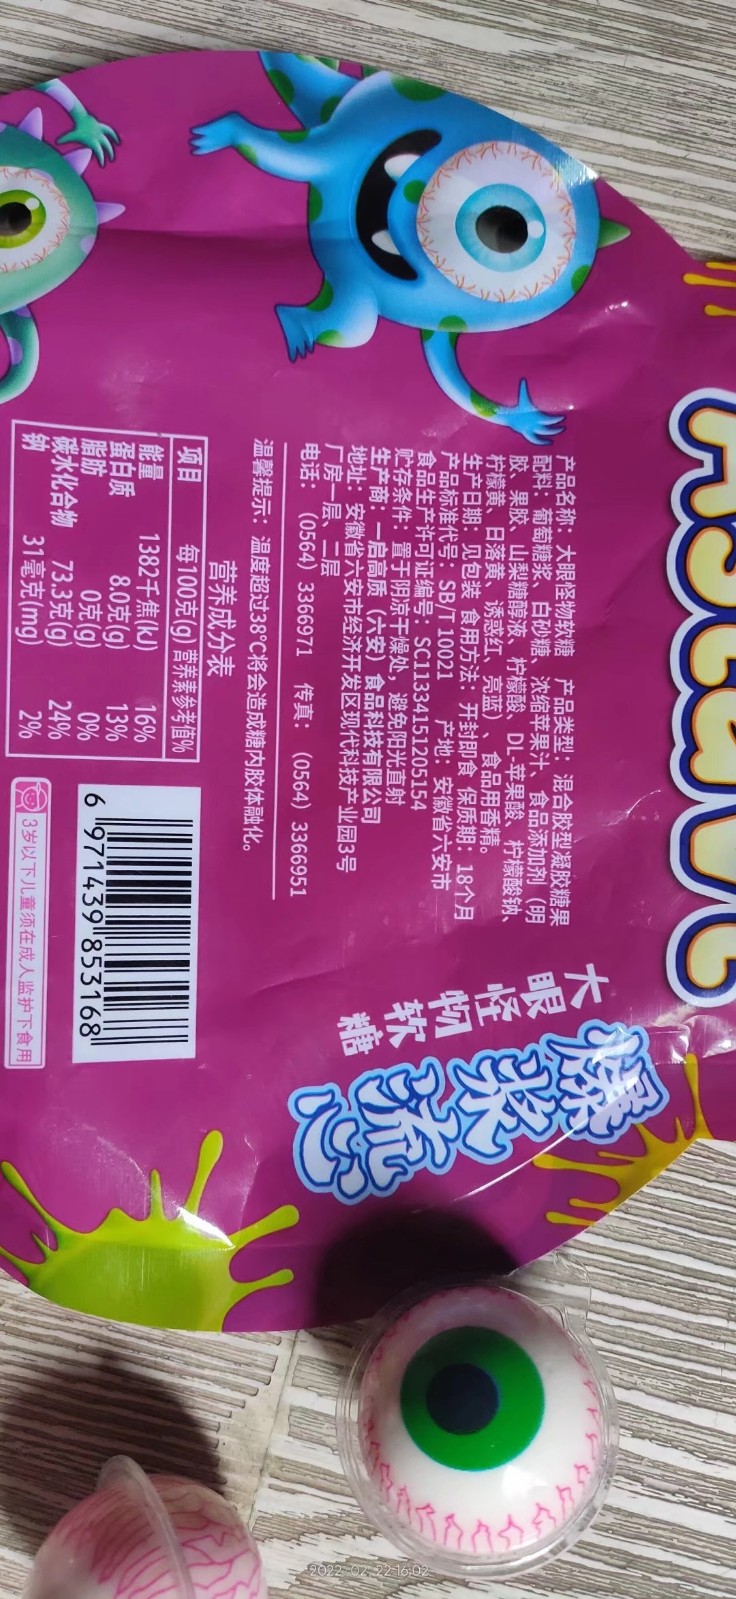 大眼怪物软糖
爆浆流心
产品名称：大眼怪物软糖 产品类型：混合胶型凝胶糖果
配料：葡萄糖浆、白砂糖、浓缩苹果汁、食品添加剂（明
胶、果胶、山梨糖醇液、柠檬酸、DL-苹果酸、柠檬酸钠、
柠檬黄、日落黄、诱惑红、亮蓝）、食品用香精。
生产日期：见包装 食用方法：开封即食 保质期：18个月
产品标准代号：SB/T 10021 产地：安徽省六安市
食品生产许可证编号：SC11334151205154
贮存条件：置于阴凉干燥处，避免阳光直射
生产商：一启高质（六安）食品科技有限公司
地址：安徽省六安市经济开发区现代科技产业园3号
厂房一层、二层
电话：（0564）3366971 传真：（0564）3366951
温馨提示：温度超过38°C将会造成糖内胶体融化。
营养成分表
项目 每100克(g) 营养素参考值%
能量 1382千焦(kJ) 16%
蛋白质 8.0克(g) 13%
脂肪 0克(g) 0%
碳水化合物 73.3克(g) 24%
钠 31毫克(mg) 2%
6 971439 853168
3岁以下儿童须在成人监护下食用
2022 02 22 16:02